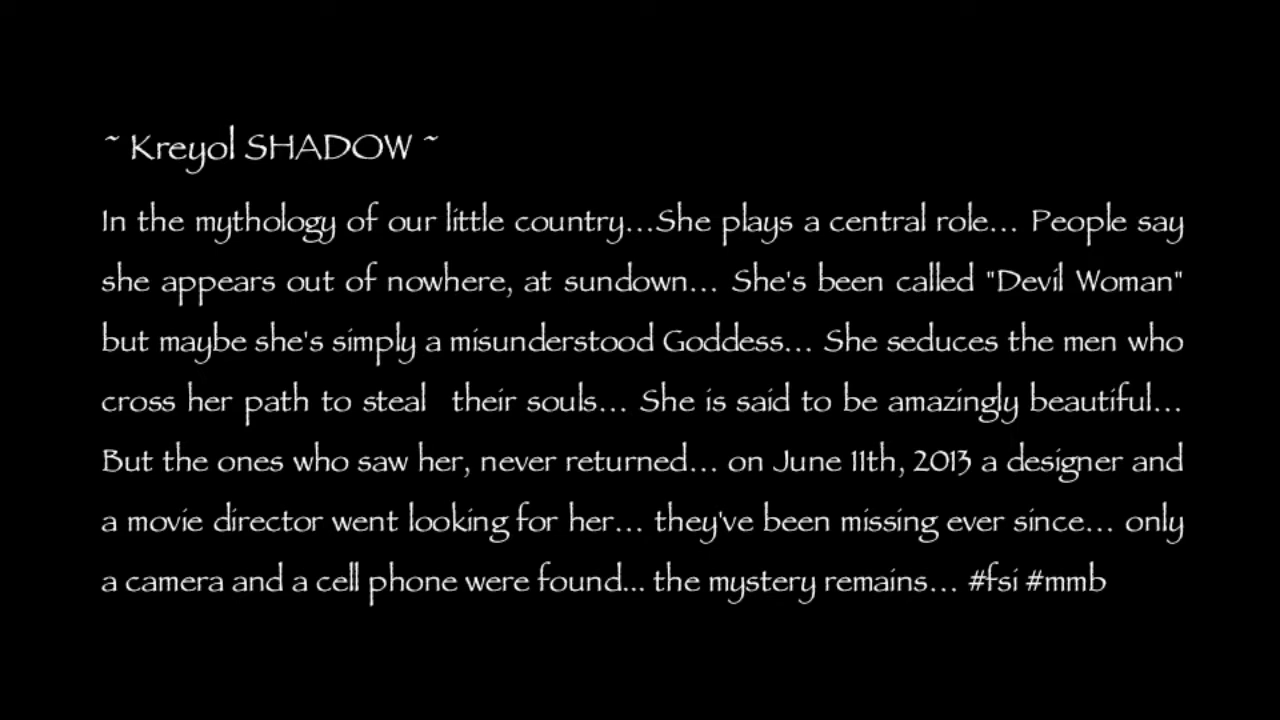 ~ Kreyol SHADOW ~
In the mythology of our little country...She plays a central role... People say
she appears out of nowhere, at sundown... She's been called "Devil Woman"
but maybe she's simply a misunderstood Goddess... She seduces the men who
cross her path to steal  their souls... She is said to be amazingly beautiful...
But the ones who saw her, never returned... on June 11th, 2013 a designer and
a movie director went looking for her... they've been missing ever since... only
a camera and a cell phone were found... the mystery remains... #fsi #mmb